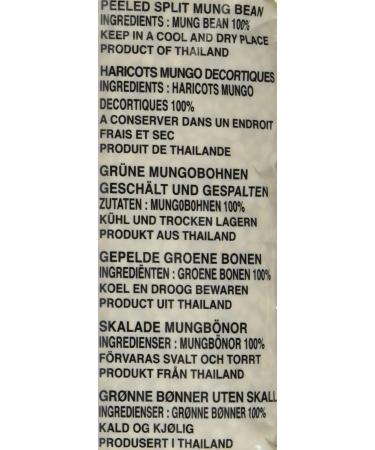 PEELED SPLIT MUNG BEAN
INGREDIENTS : MUNG BEAN 100%
KEEP IN A COOL AND DRY PLACE
PRODUCT OF THAILAND
HARICOTS MUNGO DECORTIQUES
INGREDIENTS : HARICOTS MUNGO
DECORTIQUES 100%
A CONSERVER DANS UN ENDROIT
FRAIS ET SEC
PRODUIT DE THAILANDE
GRÜNE MUNGOBOHNEN
GESCHÄLT UND GESPALTEN
ZUTATEN : MUNGOBOHNEN 100%
KÜHL UND TROCKEN LAGERN
PRODUKT AUS THAILAND
GEPELDE GROENE BONEN
INGREDIËNTEN : GROENE BONEN 100%
KOEL EN DROOG BEWAREN
PRODUCT UIT THAILAND
SKALADE MUNGBÖNOR
INGREDIENSER : MUNGBÖNOR 100%
FÖRVARAS SVALT OCH TORRT
PRODUKT FRÅN THAILAND
GRØNNE BØNNER UTEN SKALL
INGREDIENSER : GRØNNE BØNNER 100%
KALD OG KJØLIG
PRODUSERT I THAILAND